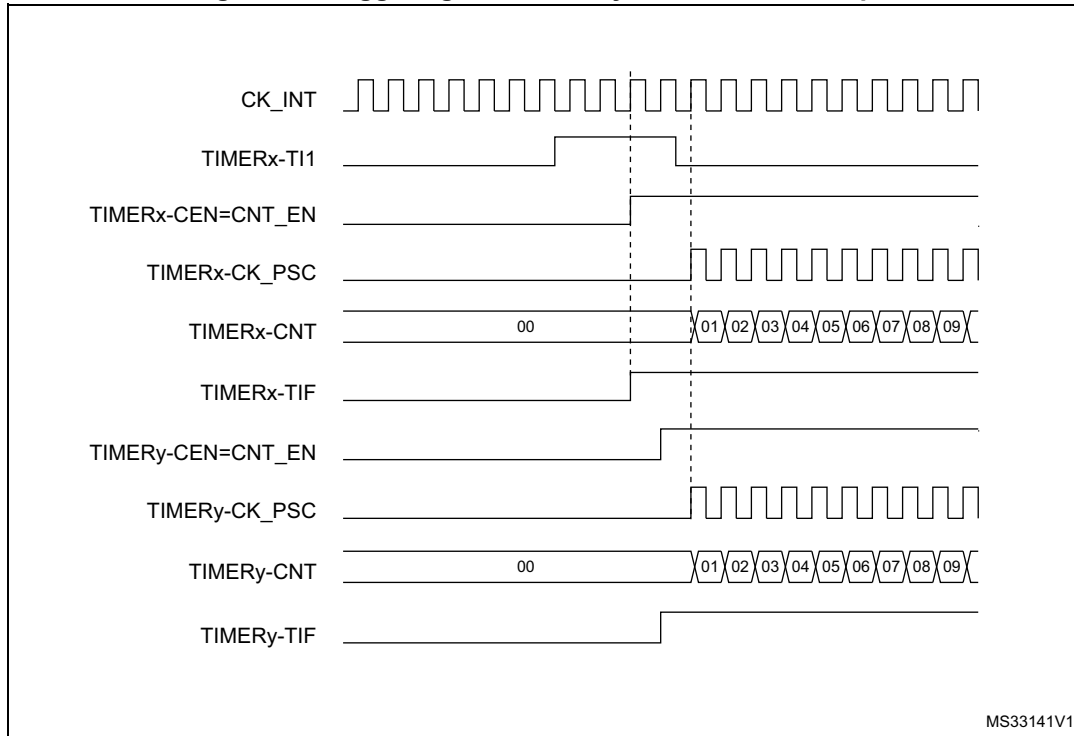 CK_INT
TIMERx-TI1
TIMERx-CEN=CNT_EN
TIMERx-CK_PSC
TIMERx-CNT 00 01 02 03 04 05 06 07 08 09
TIMERx-TIF
TIMERy-CEN=CNT_EN
TIMERy-CK_PSC
TIMERy-CNT 00 01 02 03 04 05 06 07 08 09
TIMERy-TIF
MS33141V1